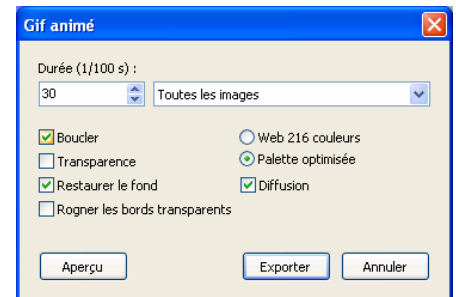 Gif animé
Durée (1/100 s) :
30 Toutes les images
Boucler Web 216 couleurs
Transparence Palette optimisée
Restaurer le fond Diffusion
Rogner les bords transparents
Aperçu Exporter Annuler